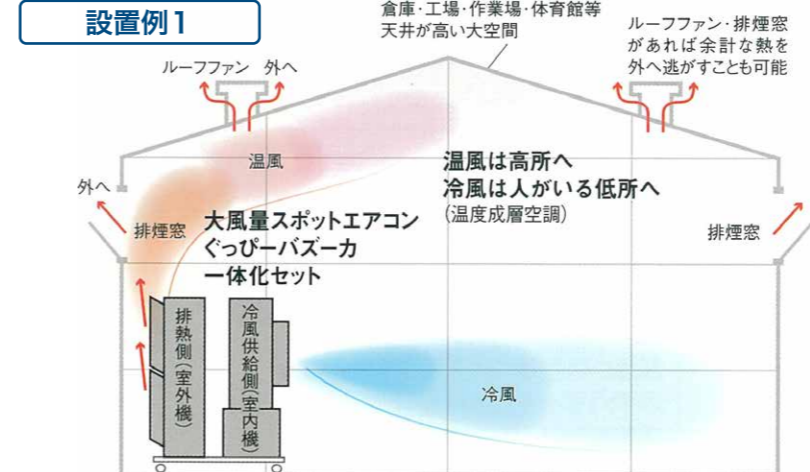 設置例1
倉庫・工場・作業場・体育館等
天井が高い大空間
ルーフファン・排煙窓
があれば余計な熱を
外へ逃がすことも可能
ルーフファン 外へ
温風
温風は高所へ
冷風は人がいる低所へ
(温度成層空調)
外へ
排煙窓
大風量スポットエアコン
ぐっぴーバズーカ
一体化セット
排煙窓
排熱側(室外機)
冷風供給側(室内機)
冷風